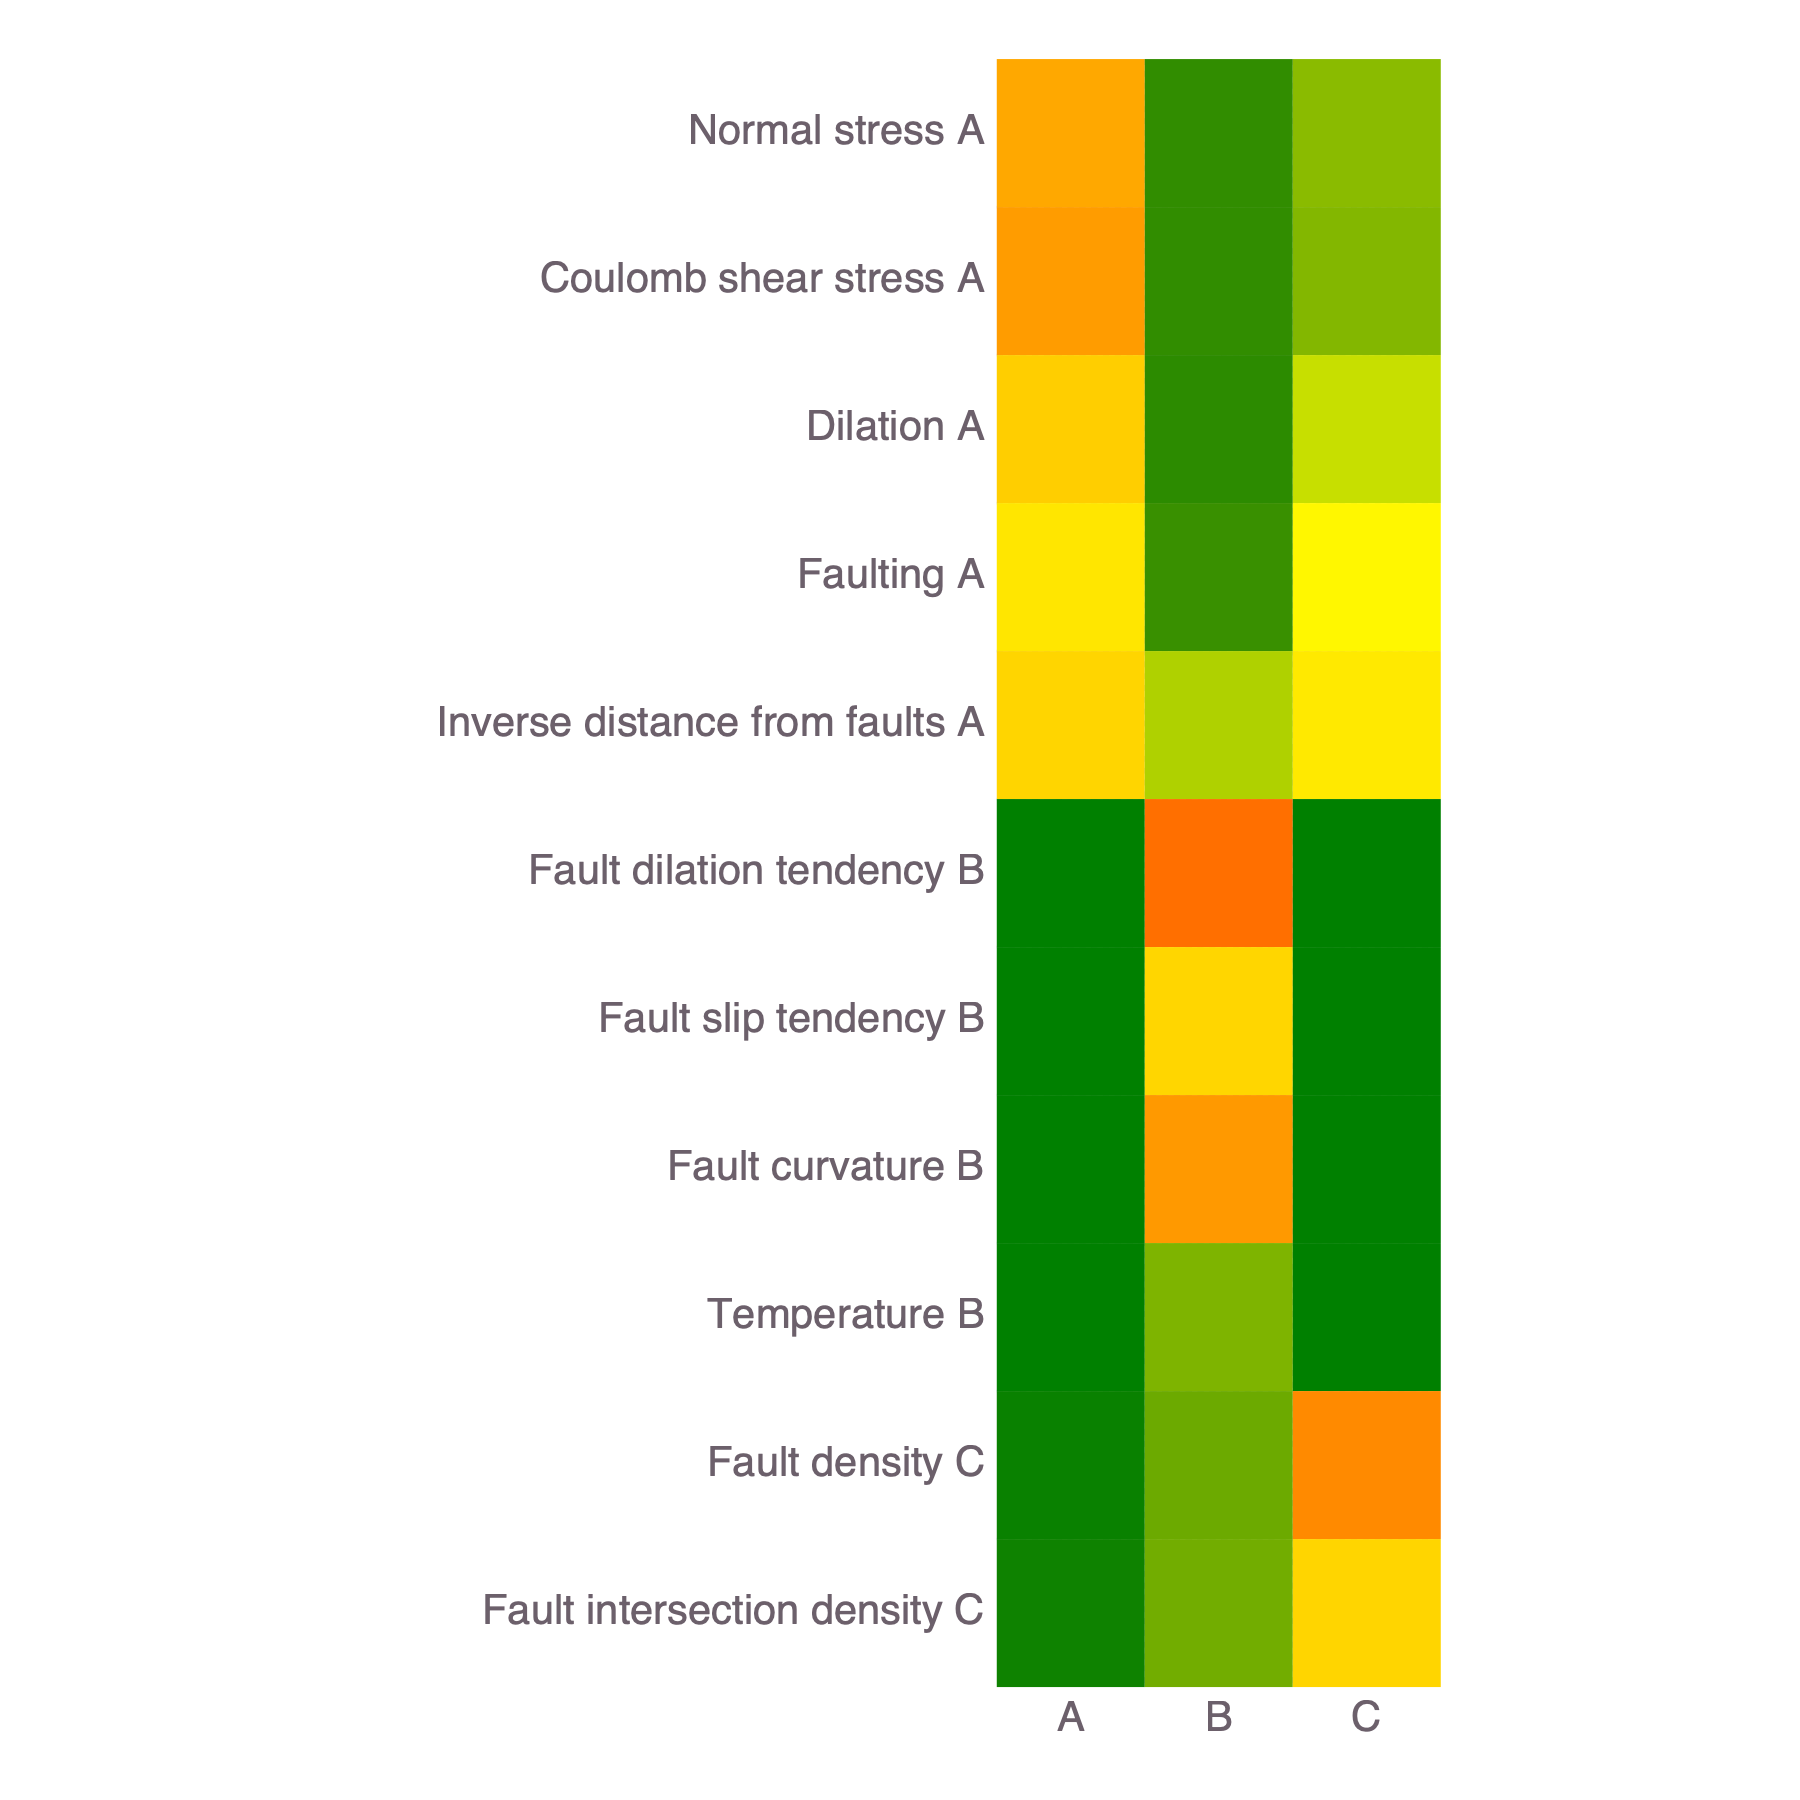 Normal stress A
Coulomb shear stress A
Dilation A
Faulting A
Inverse distance from faults A
Fault dilation tendency B
Fault slip tendency B
Fault curvature B
Temperature B
Fault density C
Fault intersection density C
A B C